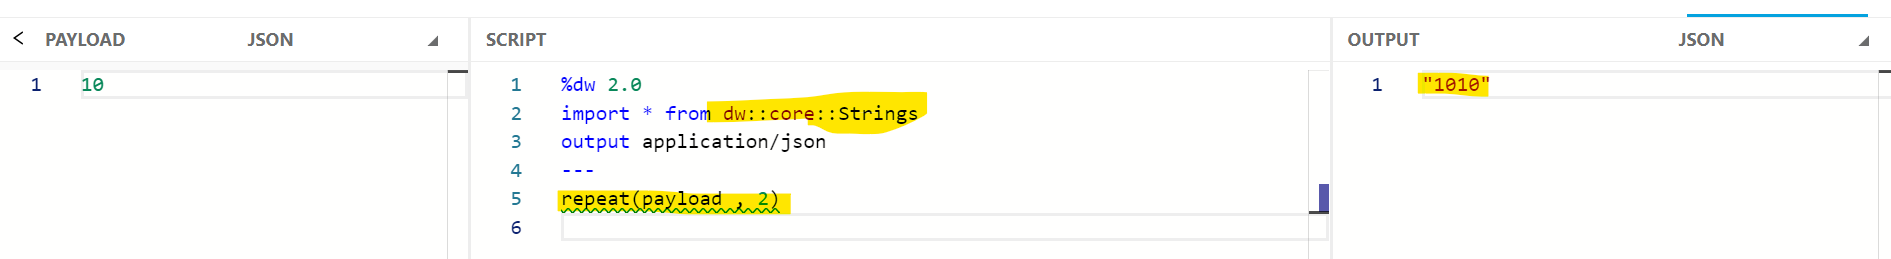 < PAYLOAD JSON
1 10
SCRIPT
1 %dw 2.0
2 import * from dw::core::Strings
3 output application/json
4 ---
5 repeat(payload , 2)
6
OUTPUT JSON
1 "1010"